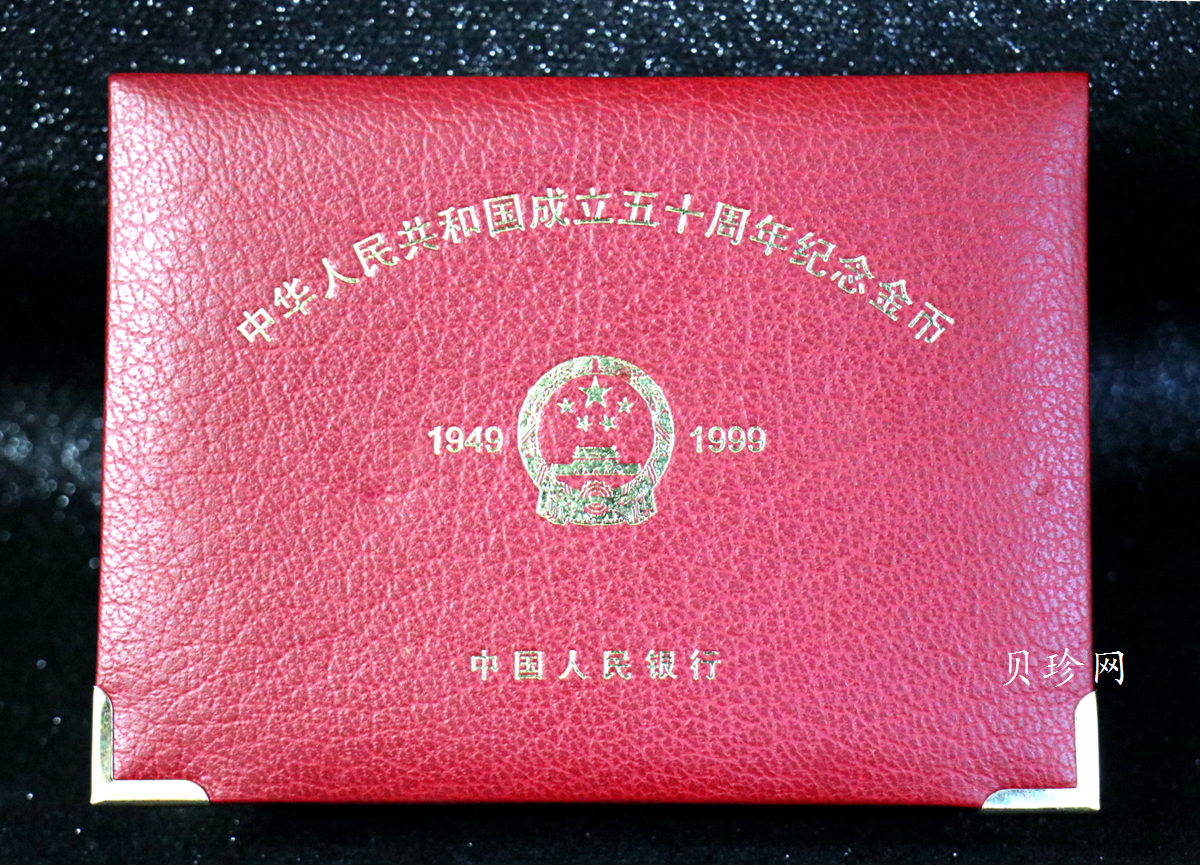 中华人民共和国成立五十周年纪念金币
1949 1999
中国人民银行
贝珍网